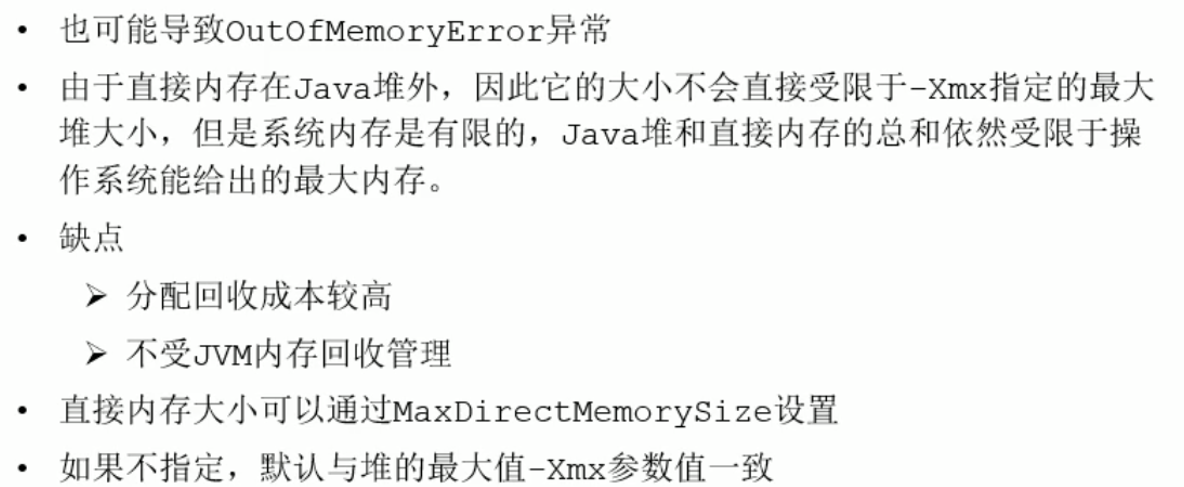 • 也可能导致OutOfMemoryError异常
• 由于直接内存在Java堆外，因此它的大小不会直接受限于-Xmx指定的最大
堆大小，但是系统内存是有限的，Java堆和直接内存的总和依然受限于操
作系统能给出的最大内存。
• 缺点
➢ 分配回收成本较高
➢ 不受JVM内存回收管理
• 直接内存大小可以通过MaxDirectMemorySize设置
• 如果不指定，默认与堆的最大值-Xmx参数值一致